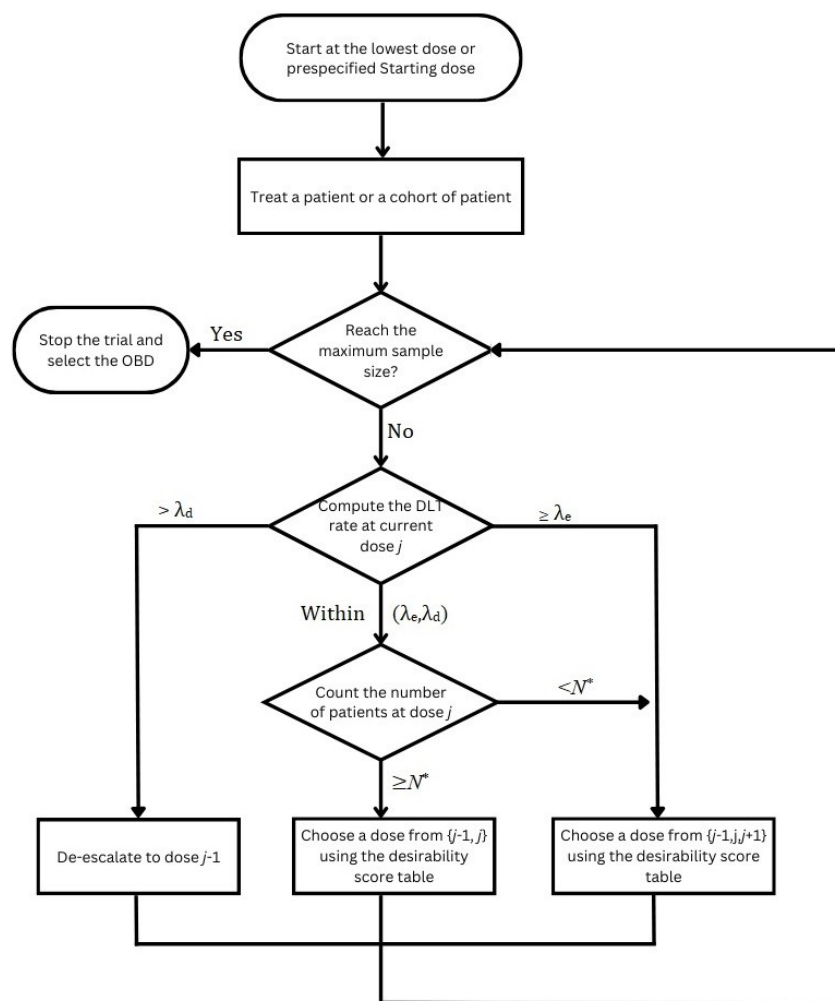 Start at the lowest dose or
prespecified Starting dose
Treat a patient or a cohort of patient
Reach the
maximum sample
size?
Yes
Stop the trial and
select the OBD
No
Compute the DLT
rate at current
dose j
> λd
≥ λe
Within (λe,λd)
Count the number
of patients at dose j
<N*
≥N*
De-escalate to dose j-1
Choose a dose from {j-1, j}
using the desirability
score table
Choose a dose from {j-1,j,j+1}
using the desirability score
table